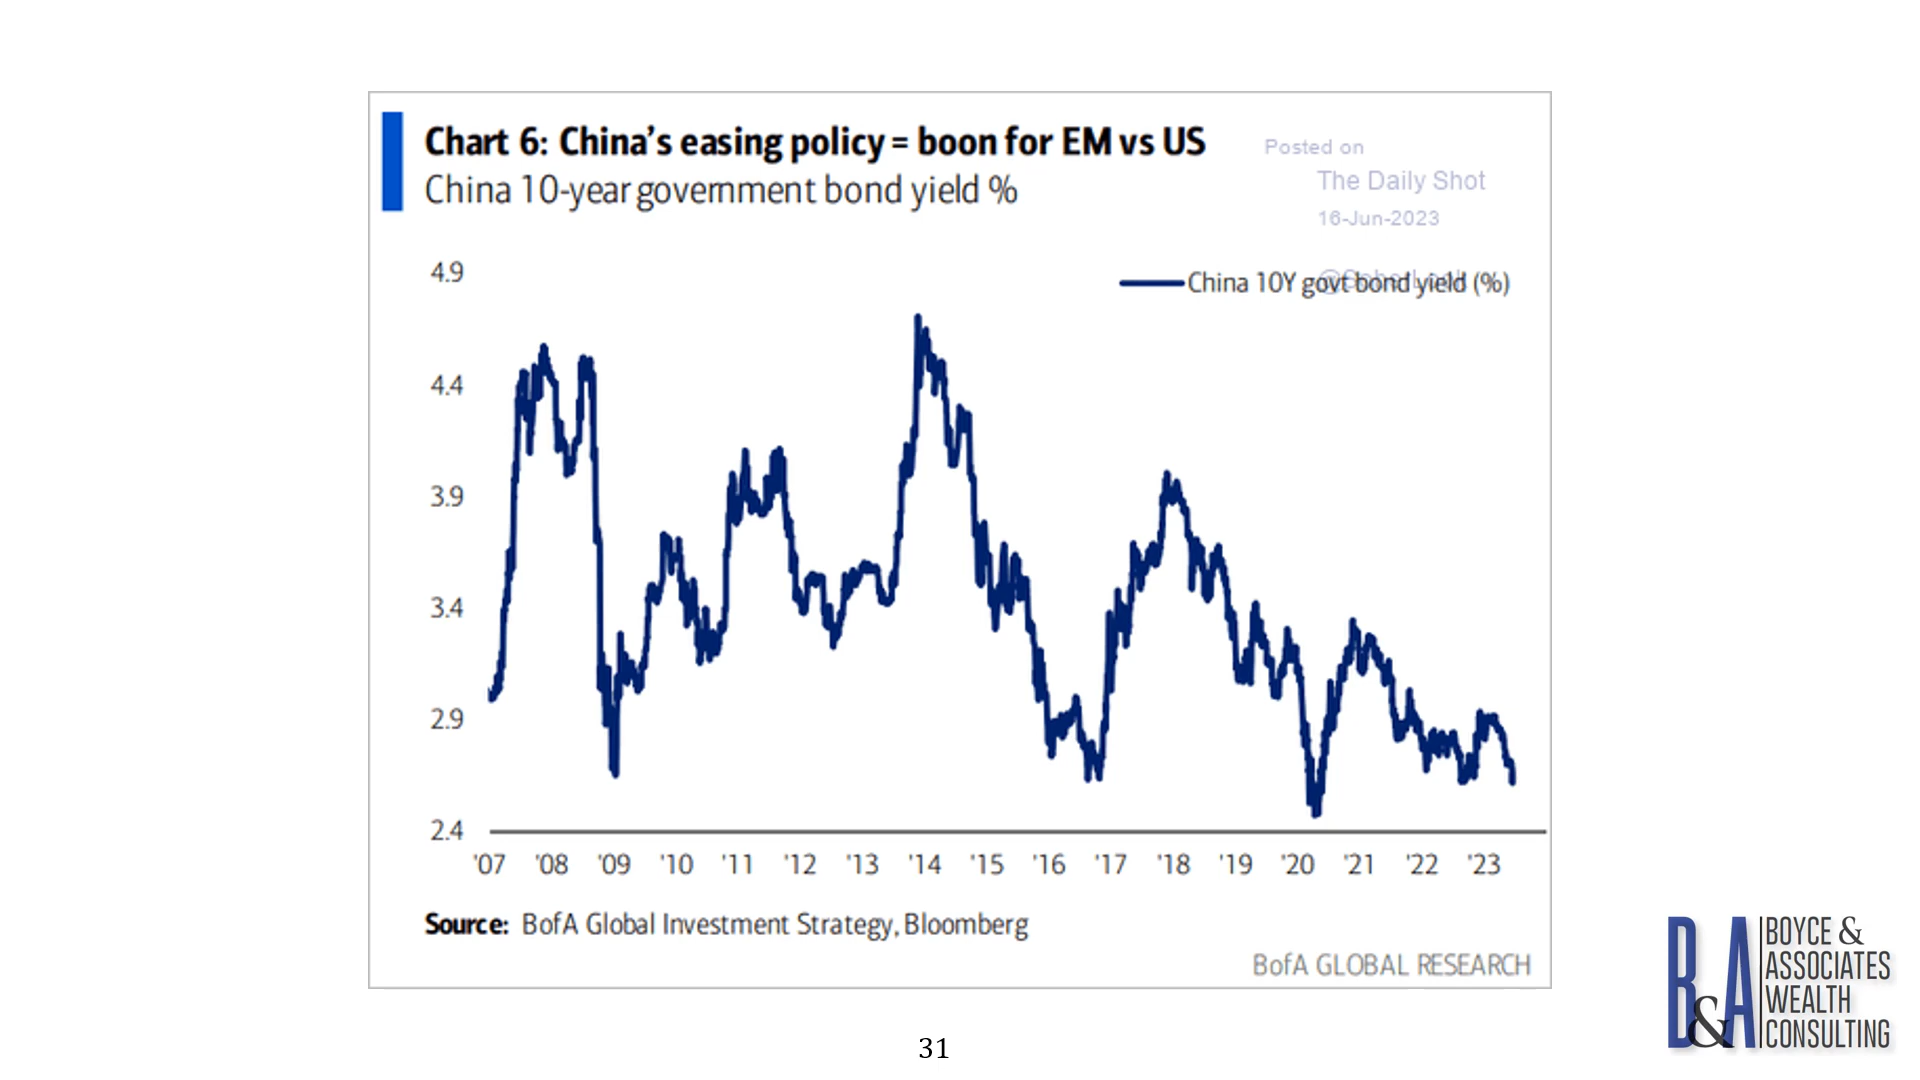 Chart 6: China's easing policy = boon for EM vs US
China 10-year government bond yield %
Posted on
The Daily Shot
16-Jun-2023
China 10Y govt bond yield (%)
4.9
4.4
3.9
3.4
2.9
2.4
'07 '08 '09 '10 '11 '12 '13 '14 '15 '16 '17 '18 '19 '20 '21 '22 '23
Source: BofA Global Investment Strategy, Bloomberg
BofA GLOBAL RESEARCH
B&A
BOYCE &
ASSOCIATES
WEALTH
CONSULTING
31